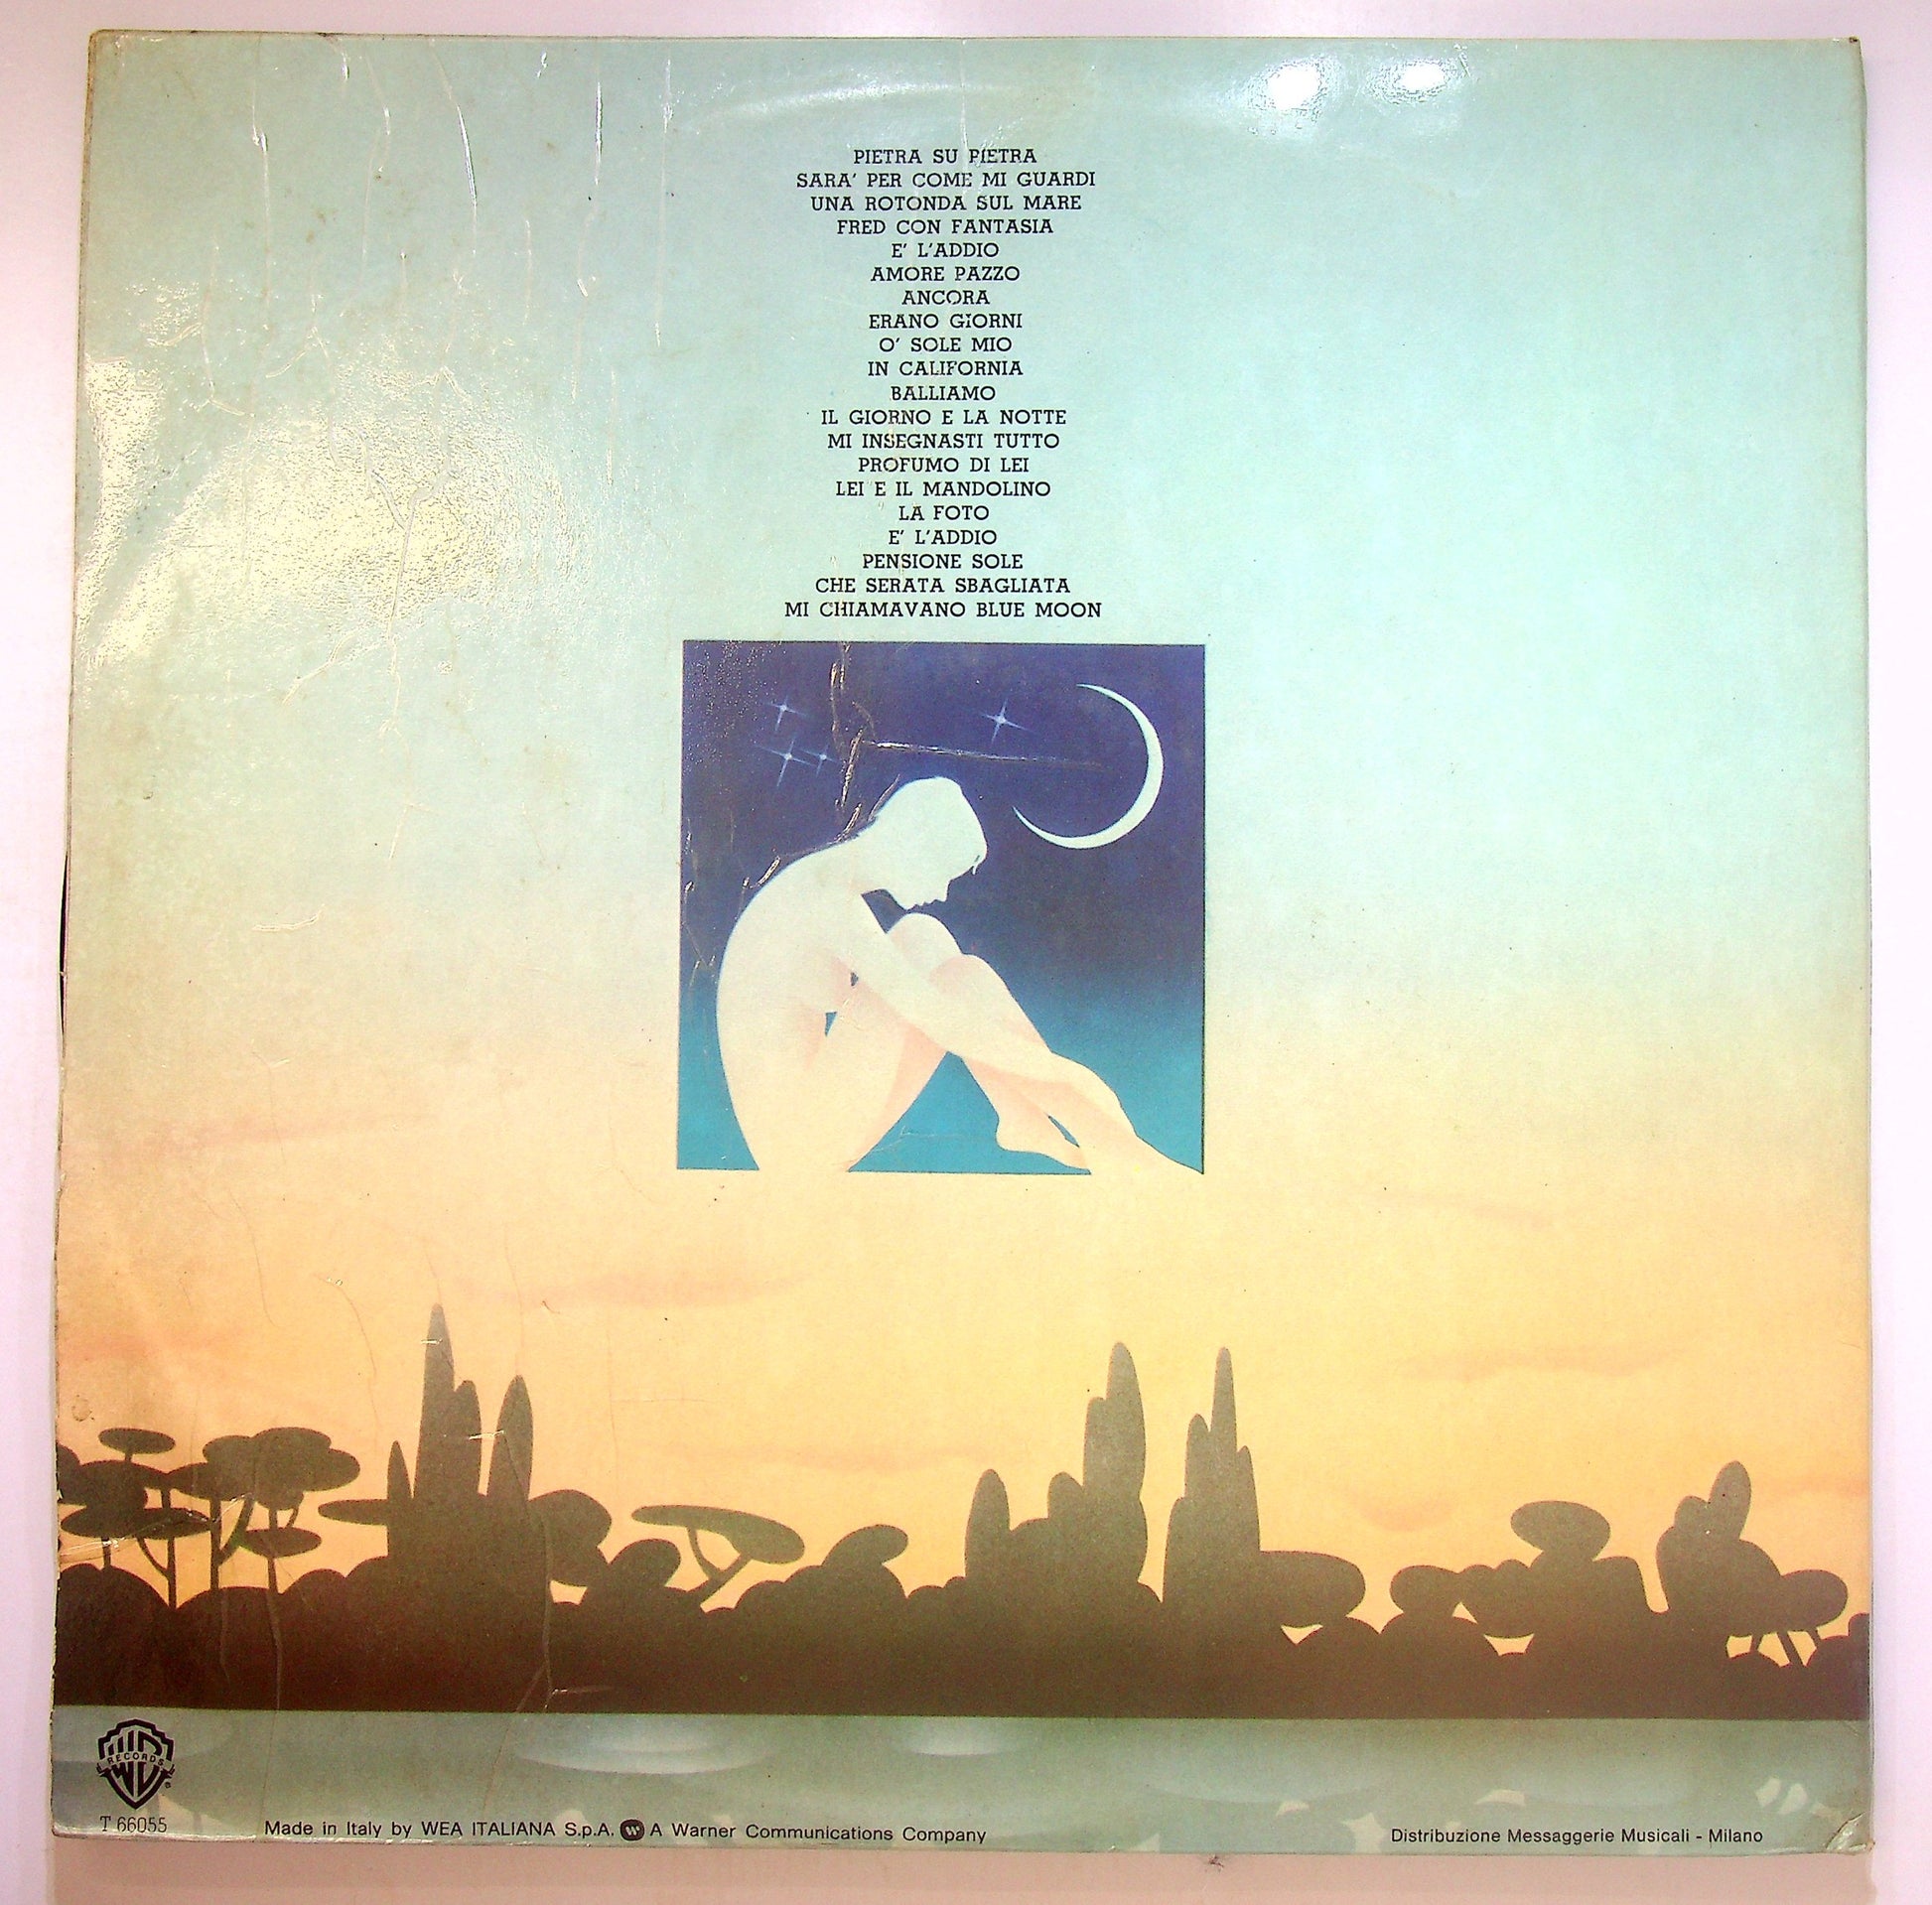 PIETRA SU PIETRA
SARA' PER COME MI GUARDI
UNA ROTONDA SUL MARE
FRED CON FANTASIA
E' L'ADDIO
AMORE PAZZO
ANCORA
ERANO GIORNI
O' SOLE MIO
IN CALIFORNIA
BALLIAMO
IL GIORNO E LA NOTTE
MI INSEGNASTI TUTTO
PROFUMO DI LEI
LEI E IL MANDOLINO
LA FOTO
E' L'ADDIO
PENSIONE SOLE
CHE SERATA SBAGLIATA
MI CHIAMAVANO BLUE MOON
WB
RECORDS
®
T 66055
Made in Italy by WEA ITALIANA S.p.A. W A Warner Communications Company
Distribuzione Messaggerie Musicali - Milano